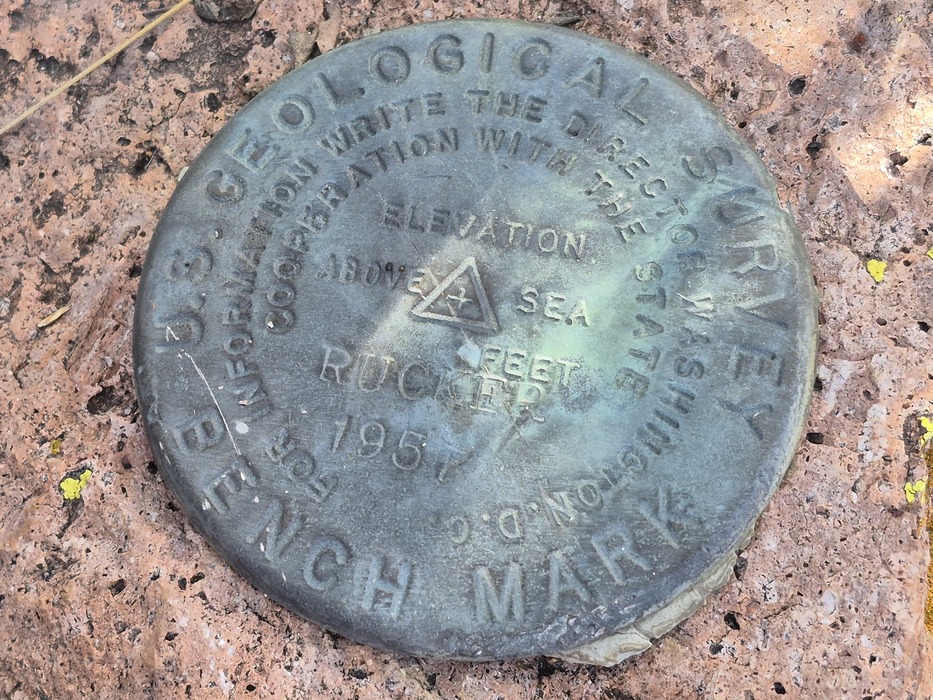 U.S. GEOLOGICAL SURVEY
BENCH MARK
FOR INFORMATION WRITE THE DIRECTOR WASHINGTON, D.C.
COOPERATION WITH THE STATE
ELEVATION
ABOVE SEA
FEET
RUCKER
1957